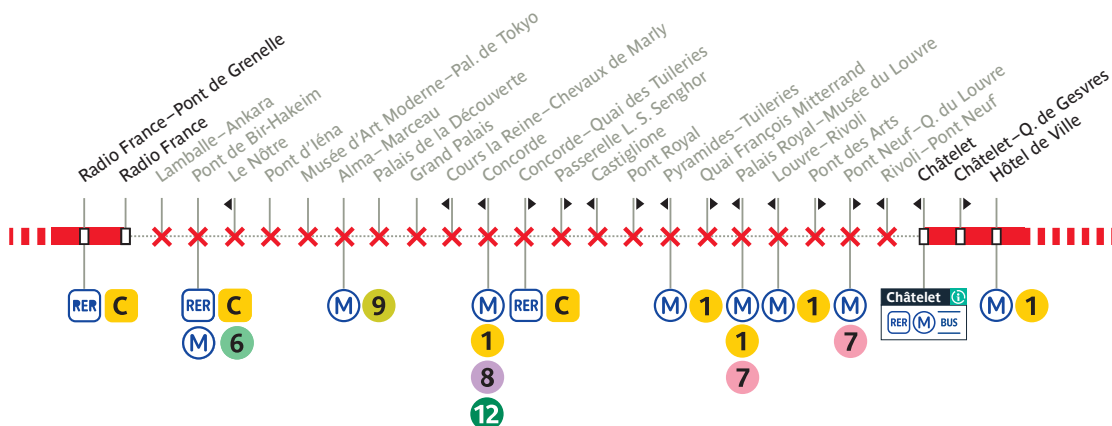 Radio France–Pont de Grenelle
Radio France
Lamballe–Ankara
Pont de Bir-Hakeim
Le Nôtre
Pont d'Iéna
Musée d'Art Moderne–Pal. de Tokyo
Alma–Marceau
Palais de la Découverte
Grand Palais
Cours la Reine–Chevaux de Marly
Concorde
Concorde–Quai des Tuileries
Passerelle L. S. Senghor
Castiglione
Pont Royal
Pyramides–Tuileries
Quai François Mitterrand
Palais Royal–Musée du Louvre
Louvre–Rivoli
Pont des Arts
Pont Neuf–Q. du Louvre
Rivoli–Pont Neuf
Châtelet
Châtelet–Q. de Gesvres
Hôtel de Ville
RER C
RER C
M 6
M 9
M
1
8
12
RER C
M 1
M
1
7
M 1
M
7
Châtelet i
RER M BUS
M 1